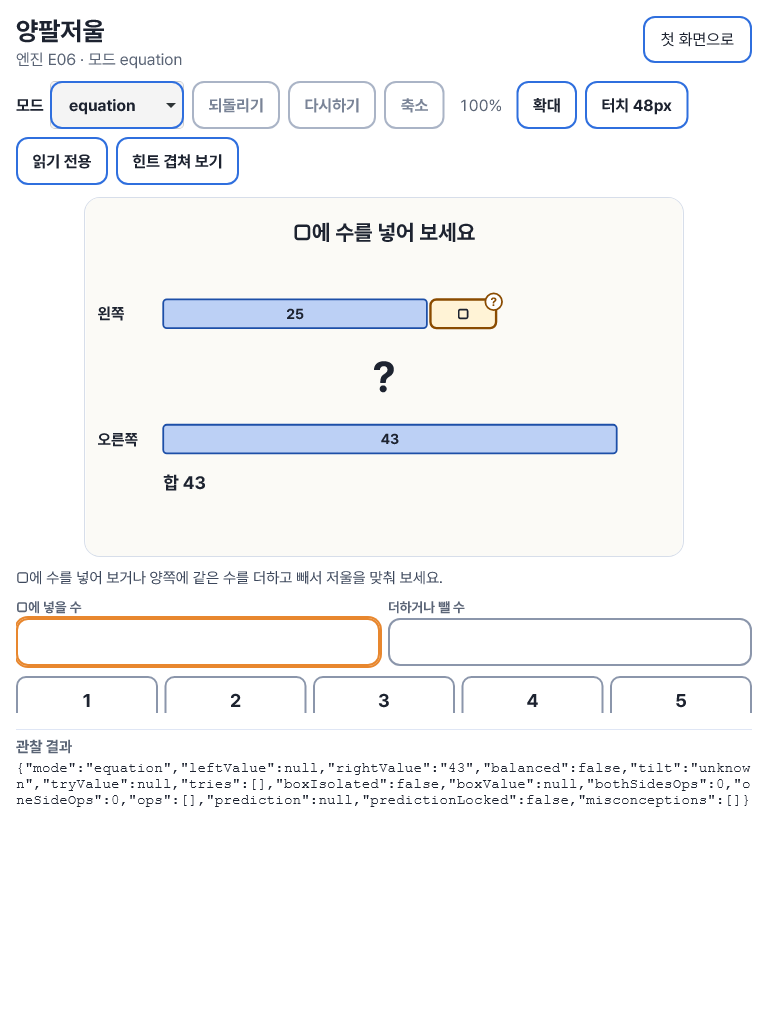 양팔저울
엔진 E06 · 모드 equation
첫 화면으로
모드 equation 되돌리기 다시하기 축소 100% 확대 터치 48px
읽기 전용 힌트 겹쳐 보기
□에 수를 넣어 보세요
왼쪽 25 □ ?
?
오른쪽 43
합 43
□에 수를 넣어 보거나 양쪽에 같은 수를 더하고 빼서 저울을 맞춰 보세요.
□에 넣을 수 더하거나 뺄 수
1 2 3 4 5
관찰 결과
{"mode":"equation","leftValue":null,"rightValue":"43","balanced":false,"tilt":"unknow
n","tryValue":null,"tries":[],"boxIsolated":false,"boxValue":null,"bothSidesOps":0,"o
neSideOps":0,"ops":[],"prediction":null,"predictionLocked":false,"misconceptions":[]}